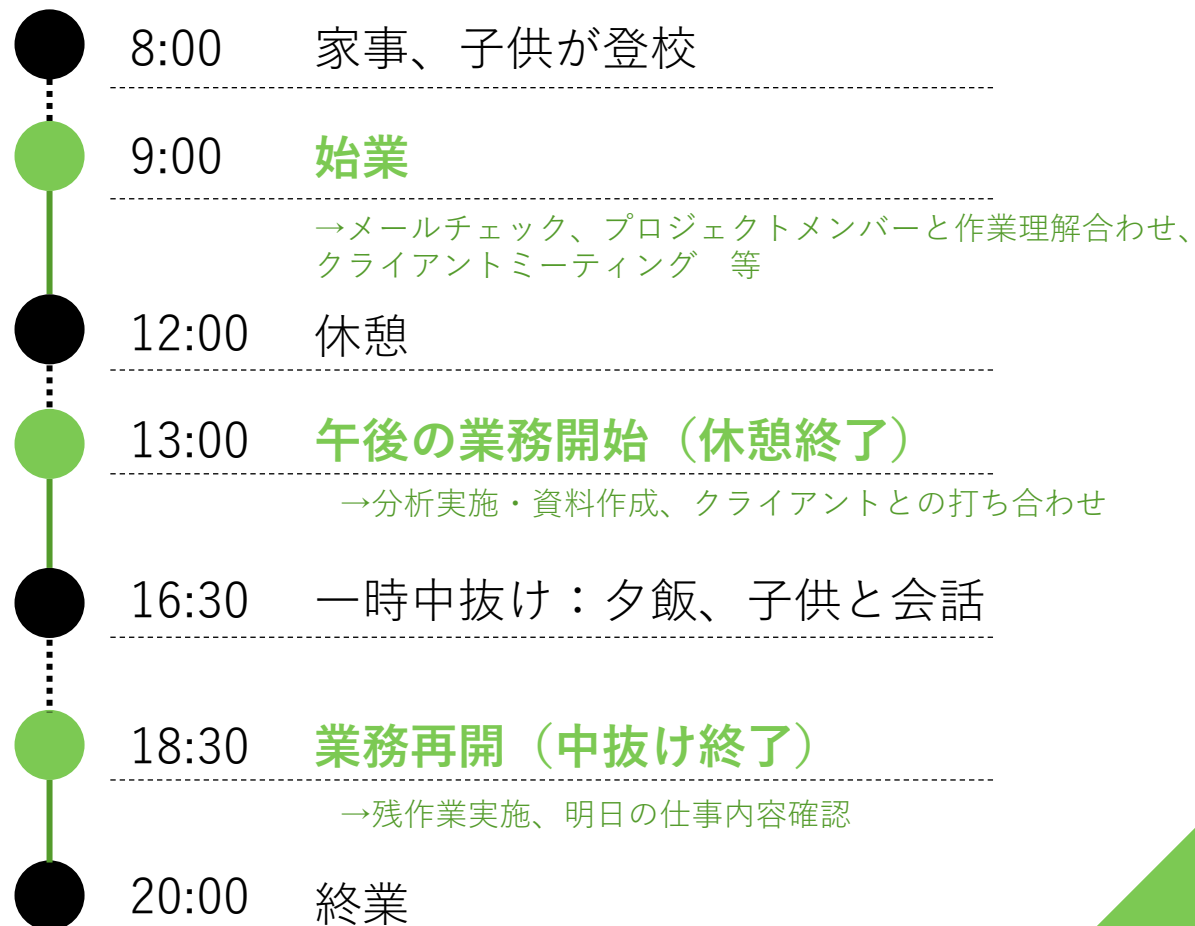 8:00 家事、子供が登校
9:00 始業
→メールチェック、プロジェクトメンバーと作業理解合わせ、
クライアントミーティング　等
12:00 休憩
13:00 午後の業務開始（休憩終了）
→分析実施・資料作成、クライアントとの打ち合わせ
16:30 一時中抜け：夕飯、子供と会話
18:30 業務再開（中抜け終了）
→残作業実施、明日の仕事内容確認
20:00 終業